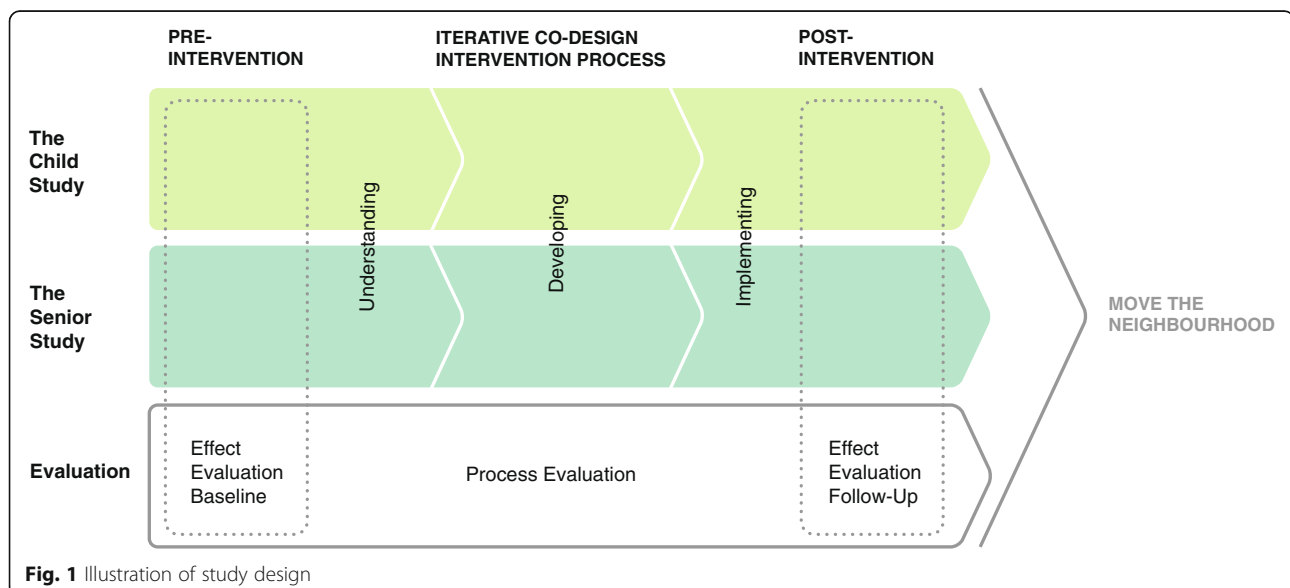 PRE-
INTERVENTION
ITERATIVE CO-DESIGN
INTERVENTION PROCESS
POST-
INTERVENTION
The
Child
Study
Understanding
Developing
Implementing
The
Senior
Study
MOVE THE
NEIGHBOURHOOD
Evaluation
Effect
Evaluation
Baseline
Process Evaluation
Effect
Evaluation
Follow-Up
Fig. 1 Illustration of study design